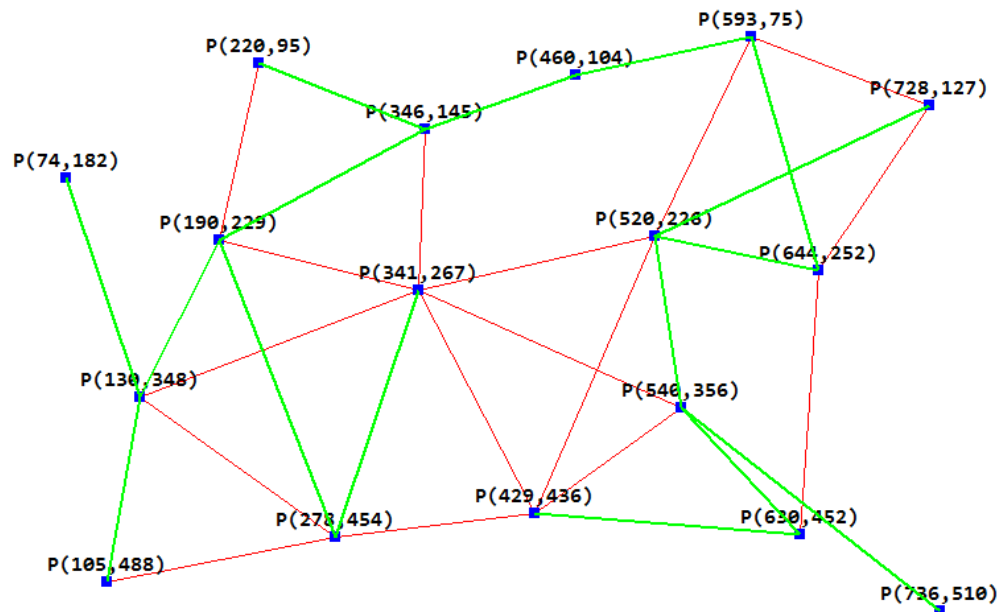 P(593,75)
P(220,95)
P(460,104)
P(728,127)
P(346,145)
P(74,182)
P(190,229)
P(520,226)
P(644,252)
P(341,267)
P(130,348)
P(540,356)
P(429,436)
P(278,454)
P(630,452)
P(105,488)
P(736,510)